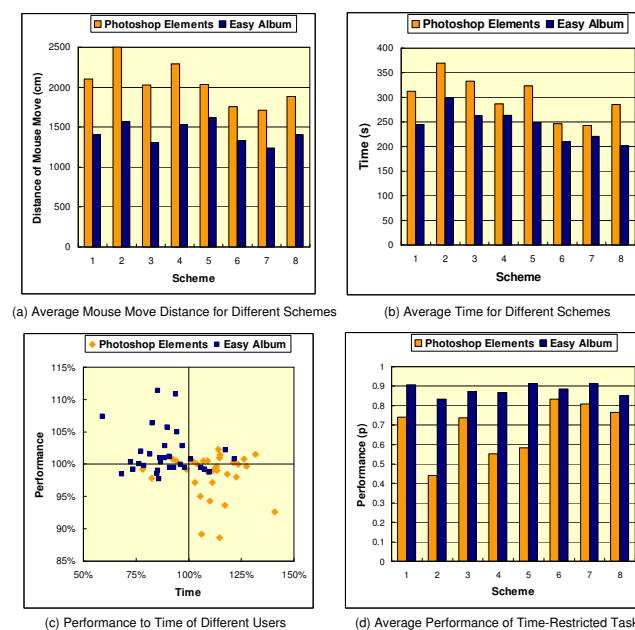 Photoshop Elements Easy Album
2500
2000
1500
1000
500
0
Distance of Mouse Move (cm)
1 2 3 4 5 6 7 8
Scheme
(a) Average Mouse Move Distance for Different Schemes
Photoshop Elements Easy Album
400
350
300
250
200
150
100
50
0
Time (s)
1 2 3 4 5 6 7 8
Scheme
(b) Average Time for Different Schemes
Photoshop Elements Easy Album
115%
110%
105%
100%
95%
90%
85%
Performance
50% 75% 100% 125% 150%
Time
(c) Performance to Time of Different Users
Photoshop Elements Easy Album
1
0.9
0.8
0.7
0.6
0.5
0.4
0.3
0.2
0.1
0
Performance (p)
1 2 3 4 5 6 7 8
Scheme
(d) Average Performance of Time-Restricted Task